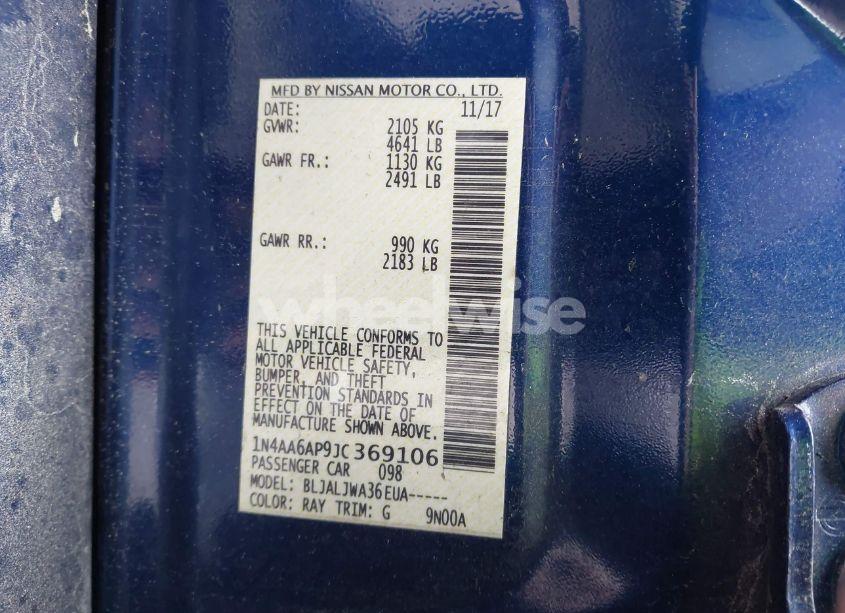 MFD BY NISSAN MOTOR CO., LTD.
DATE: 11/17
GVWR: 2105 KG
4641 LB
GAWR FR.: 1130 KG
2491 LB
GAWR RR.: 990 KG
2183 LB
wheelwise
THIS VEHICLE CONFORMS TO
ALL APPLICABLE FEDERAL
MOTOR VEHICLE SAFETY,
BUMPER, AND THEFT
PREVENTION STANDARDS IN
EFFECT ON THE DATE OF
MANUFACTURE SHOWN ABOVE.
1N4AA6AP9JC369106
PASSENGER CAR 098
MODEL: BLJALJWA36EUA-----
COLOR: RAY TRIM: G 9N00A